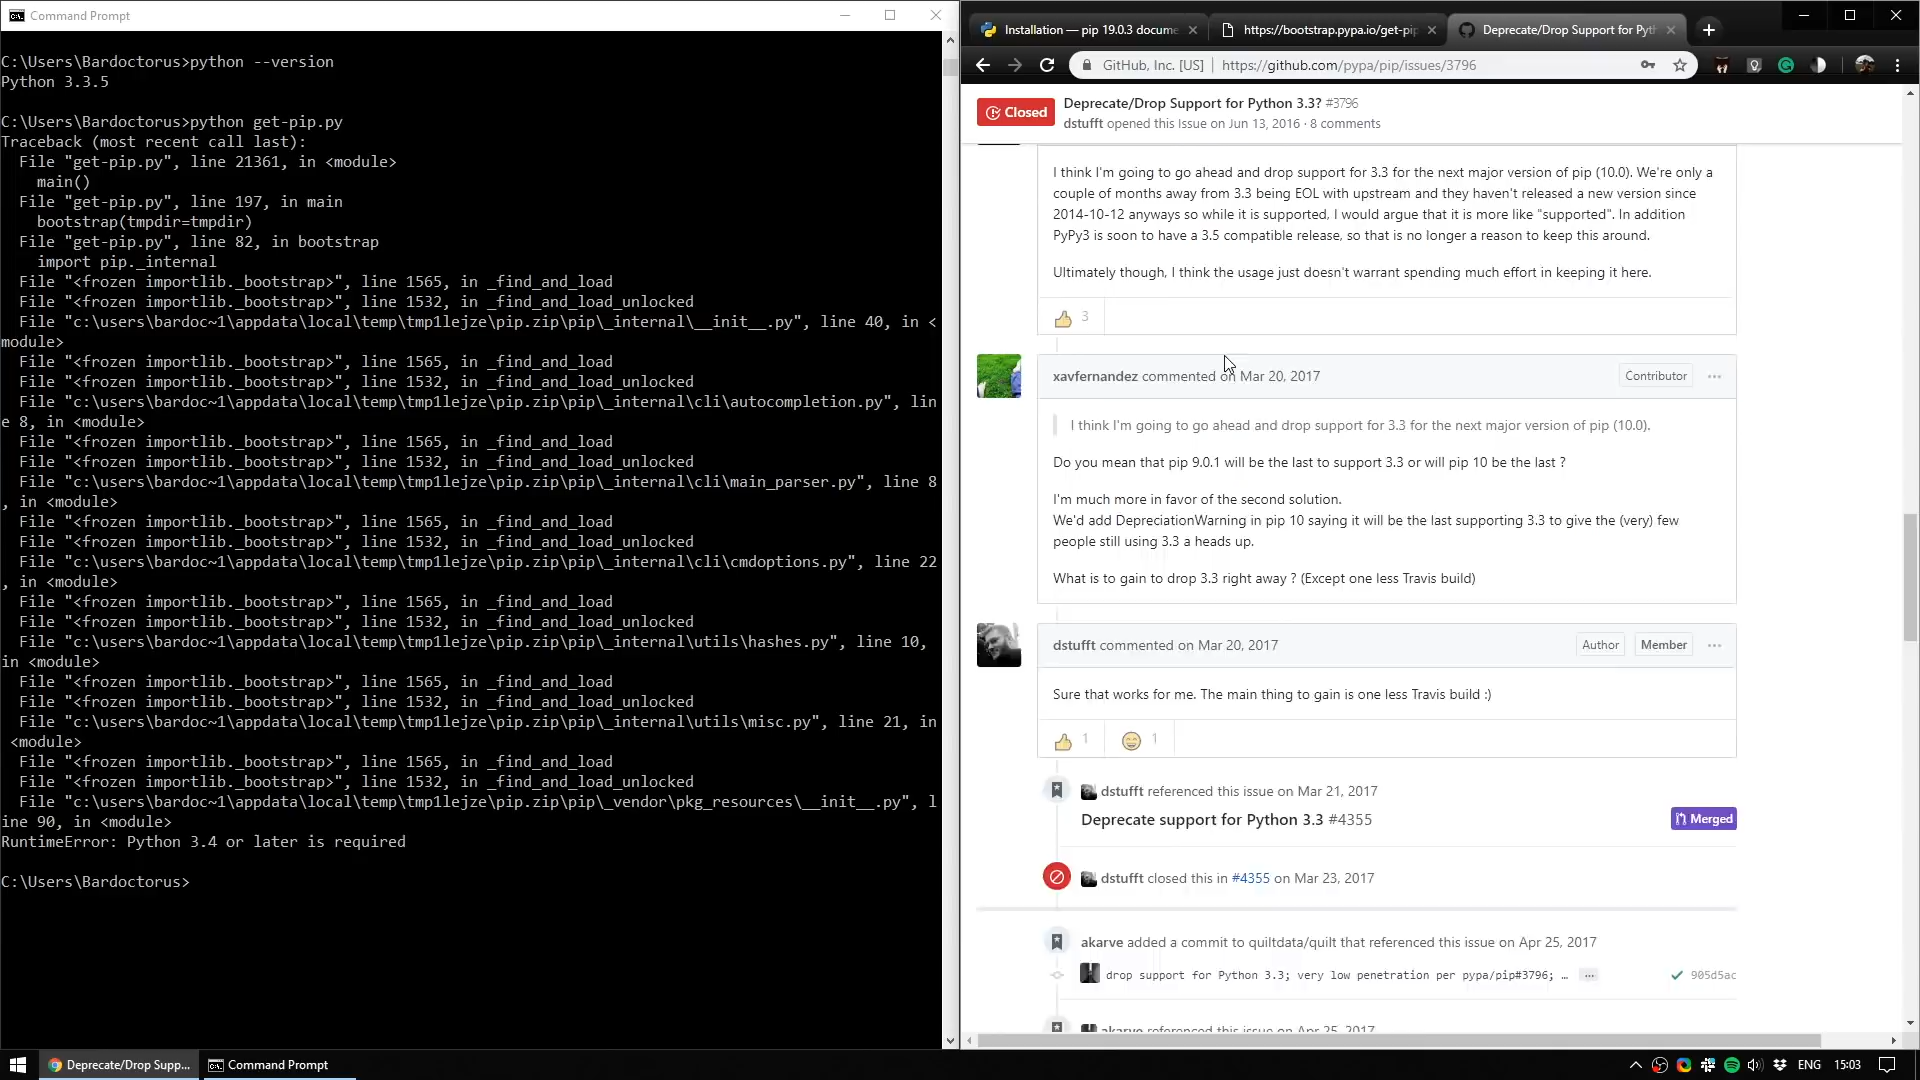 Command Prompt
C:\Users\Bardoctorus>python --version
Python 3.3.5
C:\Users\Bardoctorus>python get-pip.py
Traceback (most recent call last):
File "get-pip.py", line 21361, in <module>
main()
File "get-pip.py", line 197, in main
bootstrap(tmpdir=tmpdir)
File "get-pip.py", line 82, in bootstrap
import pip._internal
File "<frozen importlib._bootstrap>", line 1565, in _find_and_load
File "<frozen importlib._bootstrap>", line 1532, in _find_and_load_unlocked
File "c:\users\bardoc~1\appdata\local\temp\tmp1lejze\pip.zip\pip\_internal\__init__.py", line 40, in <
module>
File "<frozen importlib._bootstrap>", line 1565, in _find_and_load
File "<frozen importlib._bootstrap>", line 1532, in _find_and_load_unlocked
File "c:\users\bardoc~1\appdata\local\temp\tmp1lejze\pip.zip\pip\_internal\cli\autocompletion.py", lin
e 8, in <module>
File "<frozen importlib._bootstrap>", line 1565, in _find_and_load
File "<frozen importlib._bootstrap>", line 1532, in _find_and_load_unlocked
File "c:\users\bardoc~1\appdata\local\temp\tmp1lejze\pip.zip\pip\_internal\cli\main_parser.py", line 8
, in <module>
File "<frozen importlib._bootstrap>", line 1565, in _find_and_load
File "<frozen importlib._bootstrap>", line 1532, in _find_and_load_unlocked
File "c:\users\bardoc~1\appdata\local\temp\tmp1lejze\pip.zip\pip\_internal\cli\cmdoptions.py", line 22
, in <module>
File "<frozen importlib._bootstrap>", line 1565, in _find_and_load
File "<frozen importlib._bootstrap>", line 1532, in _find_and_load_unlocked
File "c:\users\bardoc~1\appdata\local\temp\tmp1lejze\pip.zip\pip\_internal\utils\hashes.py", line 10,
in <module>
File "<frozen importlib._bootstrap>", line 1565, in _find_and_load
File "<frozen importlib._bootstrap>", line 1532, in _find_and_load_unlocked
File "c:\users\bardoc~1\appdata\local\temp\tmp1lejze\pip.zip\pip\_internal\utils\misc.py", line 21, in
<module>
File "<frozen importlib._bootstrap>", line 1565, in _find_and_load
File "<frozen importlib._bootstrap>", line 1532, in _find_and_load_unlocked
File "c:\users\bardoc~1\appdata\local\temp\tmp1lejze\pip.zip\pip\_vendor\pkg_resources\__init__.py", l
ine 90, in <module>
RuntimeError: Python 3.4 or later is required
C:\Users\Bardoctorus>
Installation — pip 19.0.3 docume
https://bootstrap.pypa.io/get-pip
Deprecate/Drop Support for Pyt
GitHub, Inc. [US] | https://github.com/pypa/pip/issues/3796
Closed
Deprecate/Drop Support for Python 3.3? #3796
dstufft opened this Issue on Jun 13, 2016 · 8 comments
I think I'm going to go ahead and drop support for 3.3 for the next major version of pip (10.0). We're only a
couple of months away from 3.3 being EOL with upstream and they haven't released a new version since
2014-10-12 anyways so while it is supported, I would argue that it is more like "supported". In addition
PyPy3 is soon to have a 3.5 compatible release, so that is no longer a reason to keep this around.
Ultimately though, I think the usage just doesn't warrant spending much effort in keeping it here.
3
xavfernandez commented on Mar 20, 2017
Contributor
I think I'm going to go ahead and drop support for 3.3 for the next major version of pip (10.0).
Do you mean that pip 9.0.1 will be the last to support 3.3 or will pip 10 be the last ?
I'm much more in favor of the second solution.
We'd add DepreciationWarning in pip 10 saying it will be the last supporting 3.3 to give the (very) few
people still using 3.3 a heads up.
What is to gain to drop 3.3 right away ? (Except one less Travis build)
dstufft commented on Mar 20, 2017
Author
Member
Sure that works for me. The main thing to gain is one less Travis build :)
1
1
dstufft referenced this issue on Mar 21, 2017
Deprecate support for Python 3.3 #4355
Merged
dstufft closed this in #4355 on Mar 23, 2017
akarve added a commit to quiltdata/quilt that referenced this issue on Apr 25, 2017
drop support for Python 3.3; very low penetration per pypa/pip#3796; …
905d5ac
akarve referenced this issue on Apr 25, 2017
Deprecate/Drop Supp...
Command Prompt
ENG
15:03